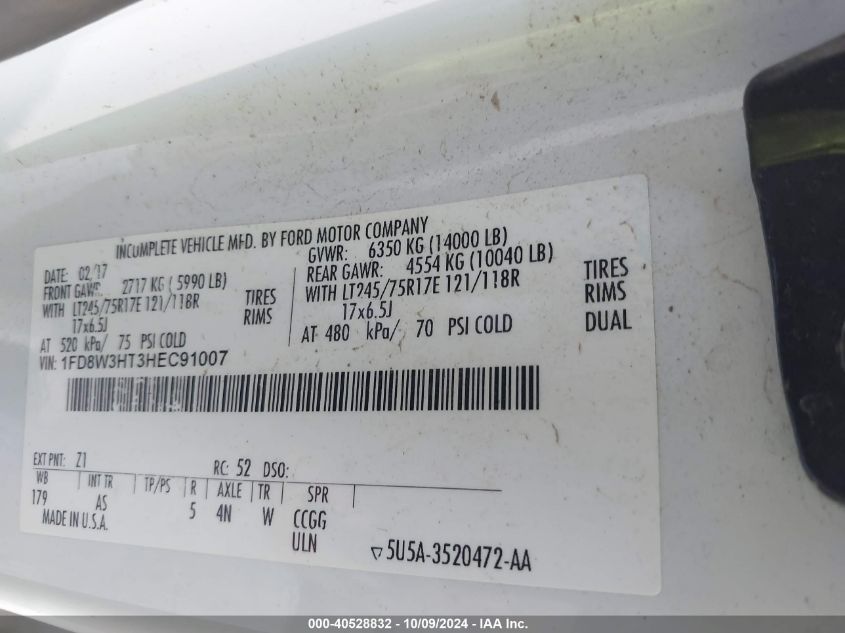 INCOMPLETE VEHICLE MFD. BY FORD MOTOR COMPANY
DATE: 02/17
FRONT GAWR: 2717 KG (5990 LB)
WITH LT245/75R17E 121/118R TIRES
17x6.5J RIMS
AT 520 kPa/ 75 PSI COLD
GVWR: 6350 KG (14000 LB)
REAR GAWR: 4554 KG (10040 LB)
WITH LT245/75R17E 121/118R TIRES
17x6.5J RIMS
AT 480 kPa/ 70 PSI COLD DUAL
VIN: 1FD8W3HT3HEC91007
EXT PNT: Z1 RC: 52 DSO:
WB INT TR TP/PS R AXLE TR SPR
179 AS 5 4N W CCGG
MADE IN U.S.A. ULN
5U5A-3520472-AA
000-40528832 - 10/09/2024 - IAA Inc.